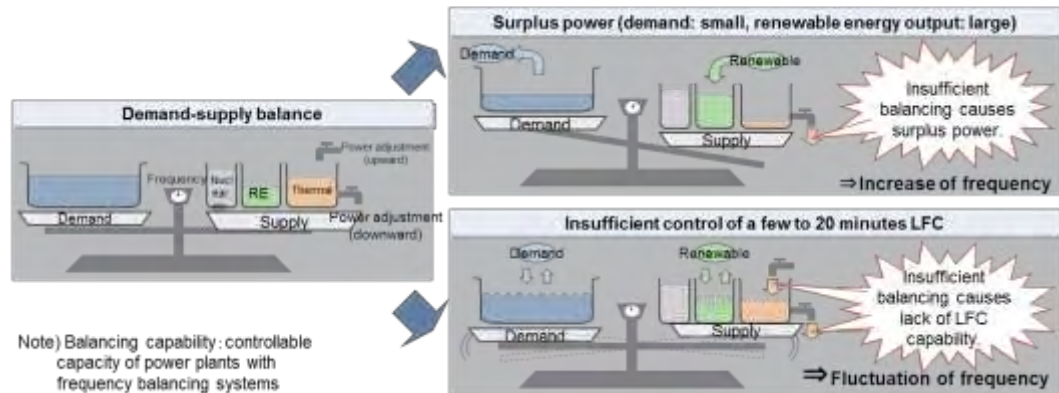 Demand-supply balance
Power adjustment
(upward)
Frequency
Nucl
ear
RE
Thermal
Demand
Supply
Power adjustment
(downward)
Note) Balancing capability: controllable
capacity of power plants with
frequency balancing systems
Surplus power (demand: small, renewable energy output: large)
Demand
Renewable
Demand
Supply
Insufficient
balancing causes
surplus power.
⇒Increase of frequency
Insufficient control of a few to 20 minutes LFC
Demand
Renewable
Demand
Supply
Insufficient
balancing causes
lack of LFC
capability.
⇒Fluctuation of frequency